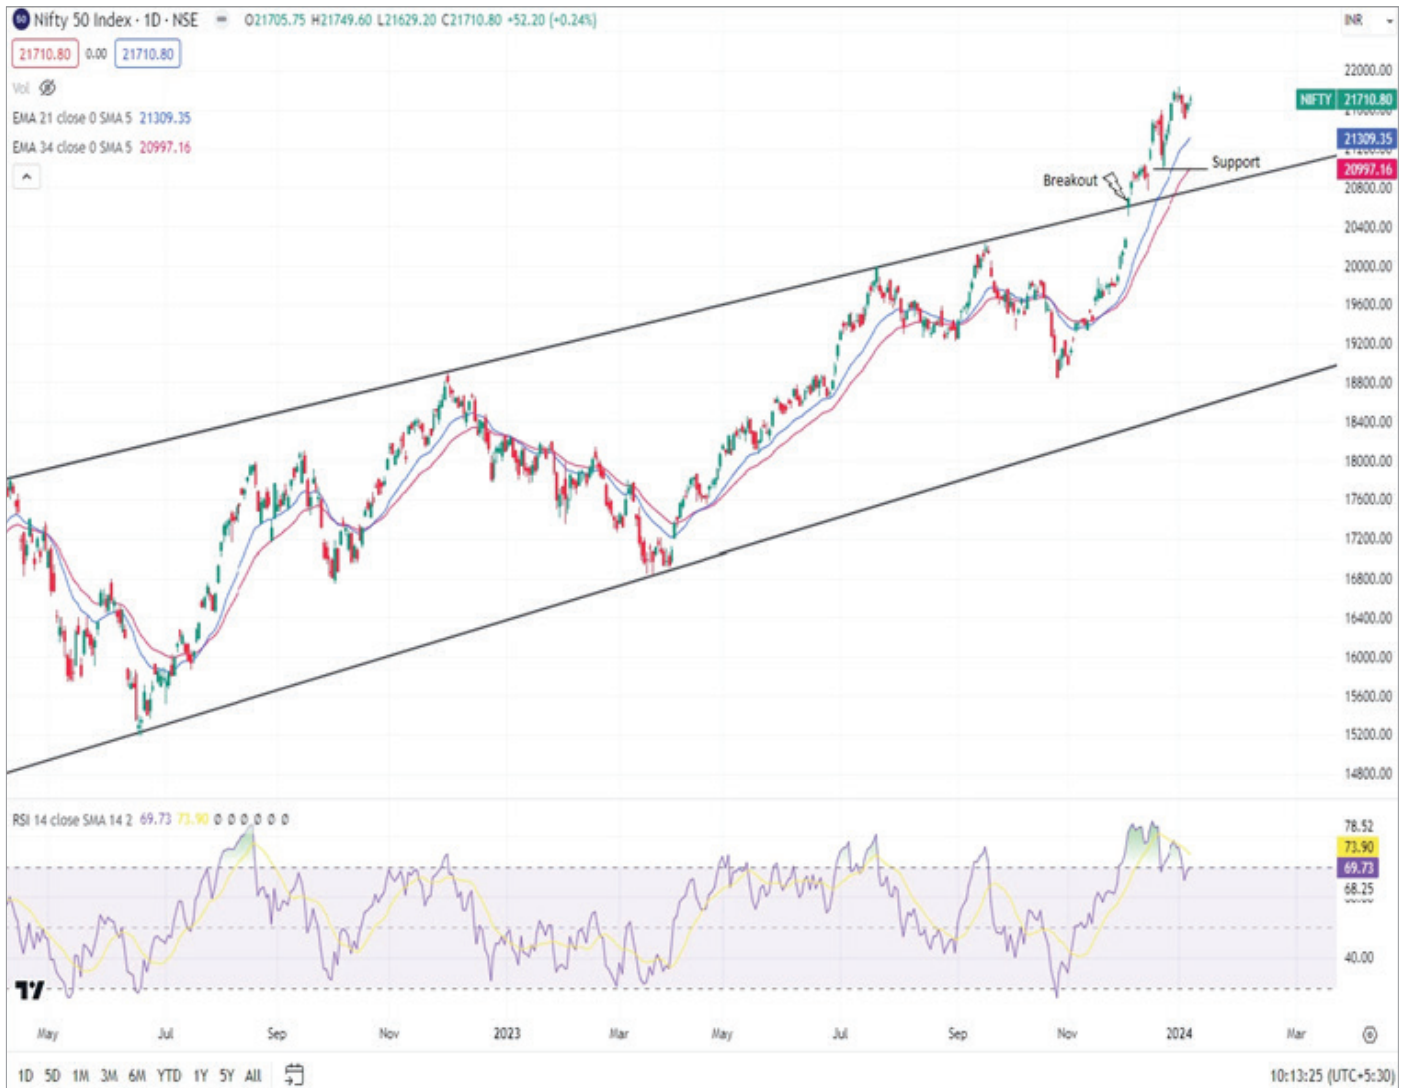 50 Nifty 50 Index · 1D · NSE O21705.75 H21749.60 L21629.20 C21710.80 +52.20 (+0.24%)
INR
21710.80 0.00 21710.80
Vol
EMA 21 close 0 SMA 5 21309.35
EMA 34 close 0 SMA 5 20997.16
22000.00
NIFTY 21710.80
21309.35
20997.16
20800.00
20400.00
20000.00
19600.00
19200.00
18800.00
18400.00
18000.00
17600.00
17200.00
16800.00
16400.00
16000.00
15600.00
15200.00
14800.00
Support
Breakout
RSI 14 close SMA 14 2 69.73 73.90 Ø Ø Ø Ø Ø Ø
78.52
73.90
69.73
68.25
40.00
May Jul Sep Nov 2023 Mar May Jul Sep Nov 2024 Mar
1D 5D 1M 3M 6M YTD 1Y 5Y All
10:13:25 (UTC+5:30)